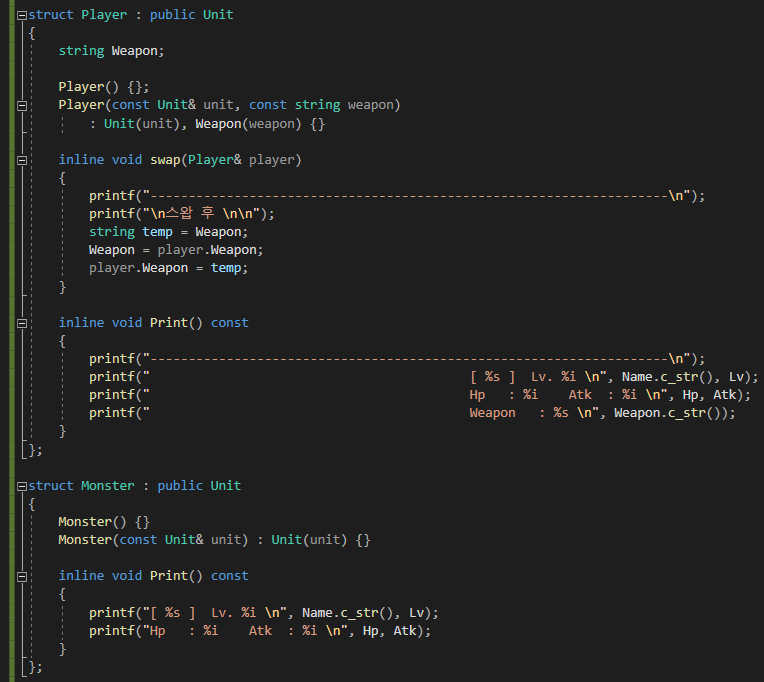 struct Player : public Unit
{
    string Weapon;

    Player() {};
    Player(const Unit& unit, const string weapon)
        : Unit(unit), Weapon(weapon) {}

    inline void swap(Player& player)
    {
        printf("--------------------------------------------------------------------\n");
        printf("\n스왑 후 \n\n");
        string temp = Weapon;
        Weapon = player.Weapon;
        player.Weapon = temp;
    }

    inline void Print() const
    {
        printf("--------------------------------------------------------------------\n");
        printf("                                          [ %s ]  Lv. %i \n", Name.c_str(), Lv);
        printf("                                          Hp   : %i    Atk  : %i \n", Hp, Atk);
        printf("                                          Weapon   : %s \n", Weapon.c_str());
    }
};

struct Monster : public Unit
{
    Monster() {}
    Monster(const Unit& unit) : Unit(unit) {}

    inline void Print() const
    {
        printf("[ %s ]  Lv. %i \n", Name.c_str(), Lv);
        printf("Hp   : %i    Atk  : %i \n", Hp, Atk);
    }
};